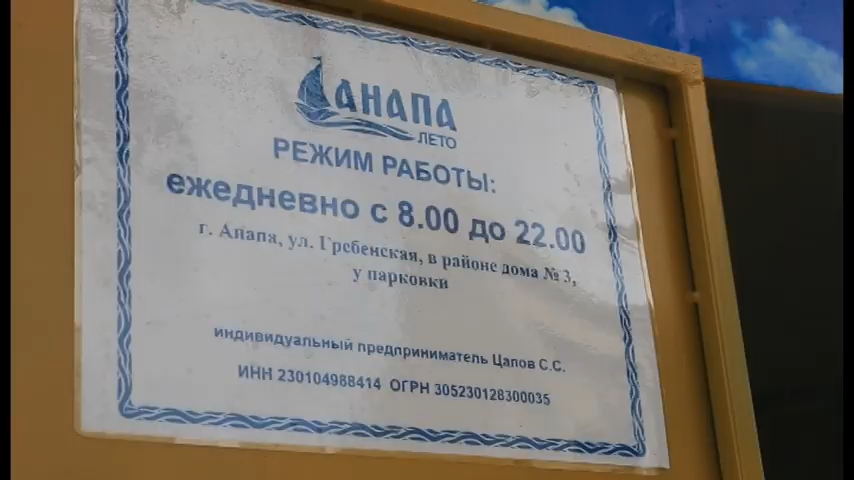 АНАПА
ЛЕТО
РЕЖИМ РАБОТЫ:
ежедневно с 8.00 до 22.00
г. Анапа, ул. Гребенская, в районе дома № 3,
у парковки
индивидуальный предприниматель Цапов С.С.
ИНН 230104988414 ОГРН 305230128300035